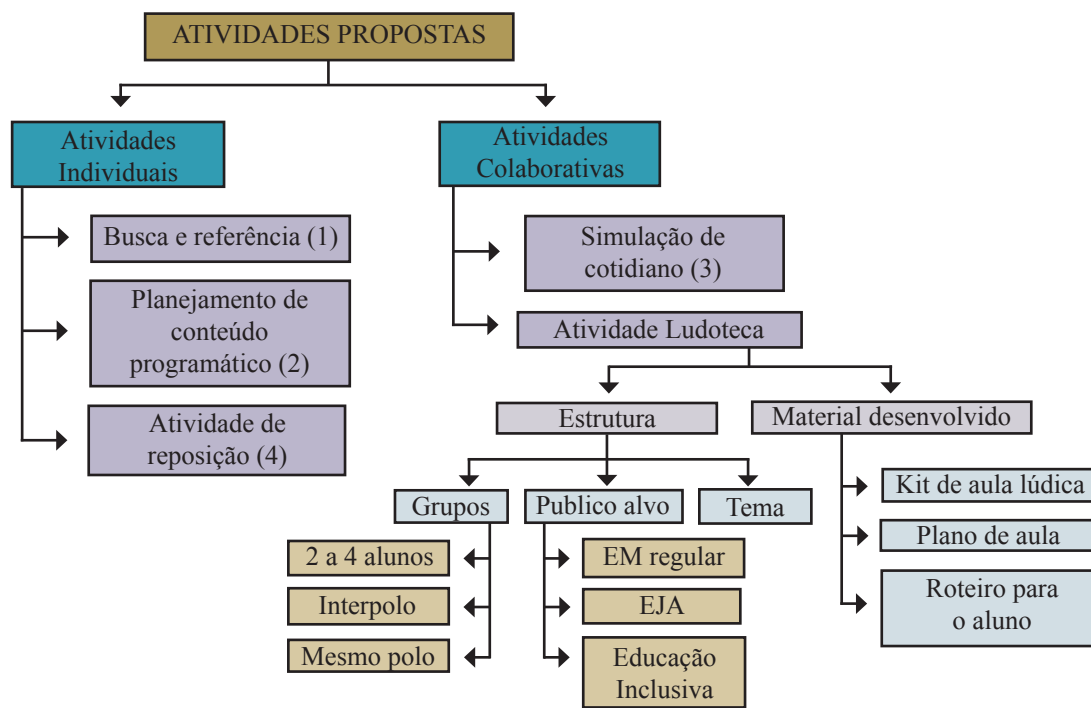 ATIVIDADES PROPOSTAS
Atividades
Individuais
Busca e referência (1)
Planejamento de
conteúdo
programático (2)
Atividade de
reposição (4)
Atividades
Colaborativas
Simulação de
cotidiano (3)
Atividade Ludoteca
Estrutura
Grupos
2 a 4 alunos
Interpolo
Mesmo polo
Publico alvo
EM regular
EJA
Educação
Inclusiva
Tema
Material desenvolvido
Kit de aula lúdica
Plano de aula
Roteiro para
o aluno